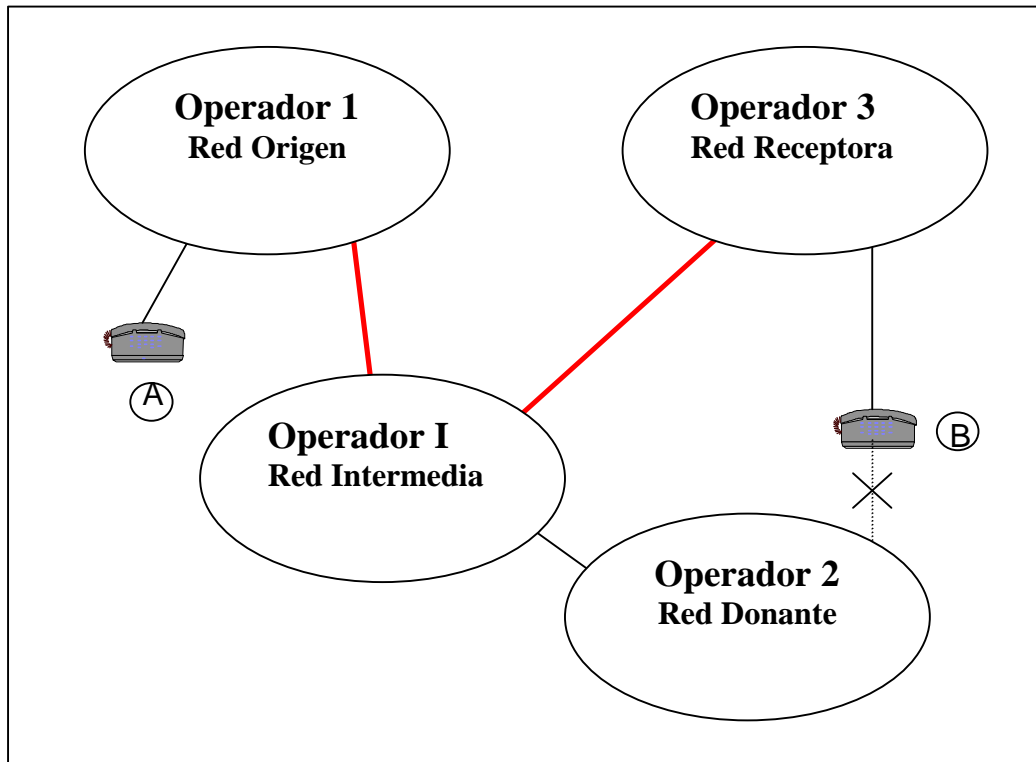 Operador 1
Red Origen
Operador 3
Red Receptora
A
B
Operador I
Red Intermedia
Operador 2
Red Donante